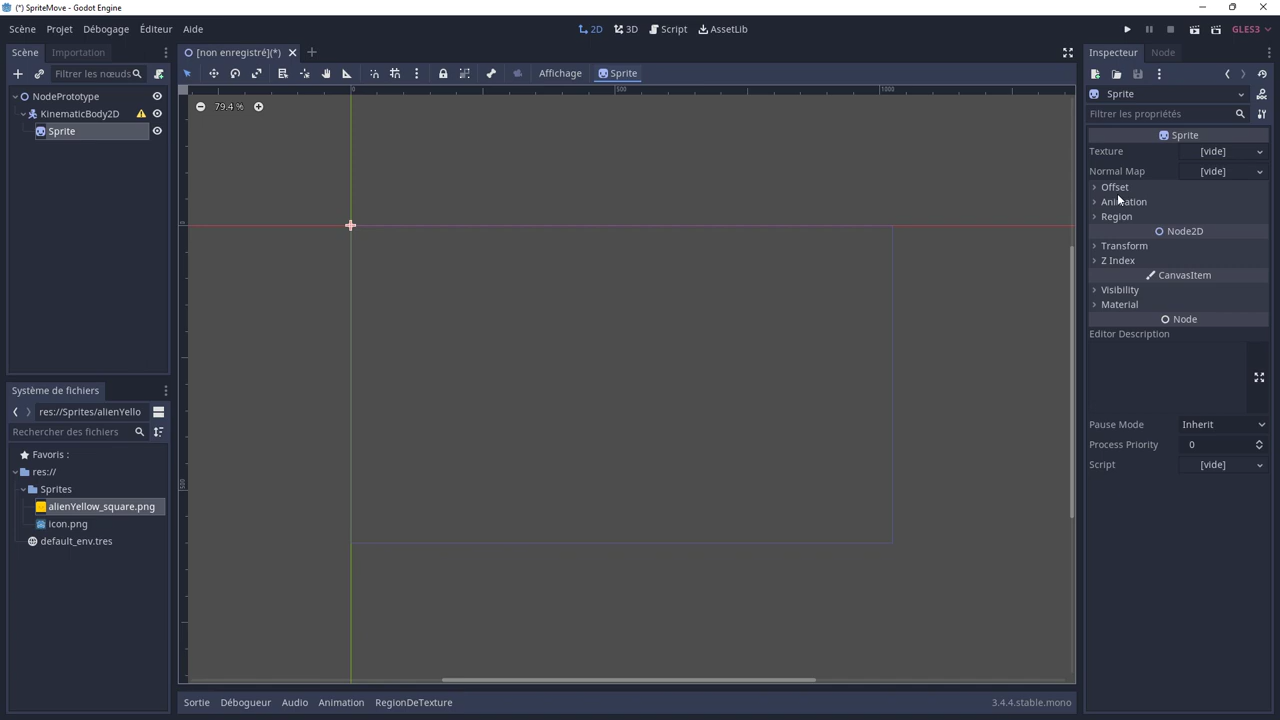 (*) SpriteMove - Godot Engine
Scène Projet Débogage Éditeur Aide
2D 3D Script AssetLib
GLES3
Scène Importation
Filtrer les nœuds
NodePrototype
KinematicBody2D
Sprite
Système de fichiers
res://Sprites/alienYello
Rechercher des fichiers
Favoris :
res://
Sprites
alienYellow_square.png
icon.png
default_env.tres
[non enregistré](*)
Affichage Sprite
0 500 1000
79.4 %
0
500
Sortie Débogueur Audio Animation RegionDeTexture 3.4.4.stable.mono
Inspecteur Node
Sprite
Filtrer les propriétés
Sprite
Texture [vide]
Normal Map [vide]
Offset
Animation
Region
Node2D
Transform
Z Index
CanvasItem
Visibility
Material
Node
Editor Description
Pause Mode Inherit
Process Priority 0
Script [vide]